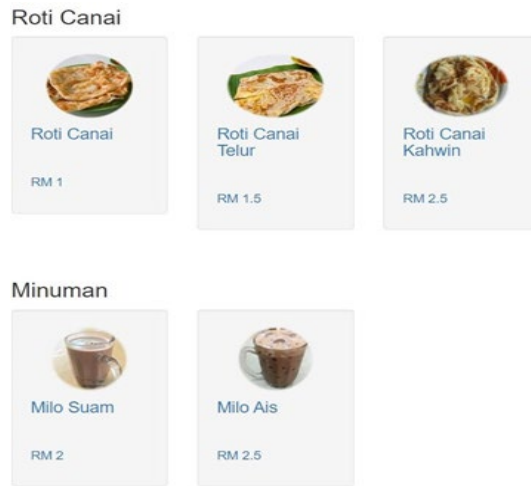 Roti Canai
Roti Canai
RM 1
Roti Canai
Telur
RM 1.5
Roti Canai
Kahwin
RM 2.5
Minuman
Milo Suam
RM 2
Milo Ais
RM 2.5